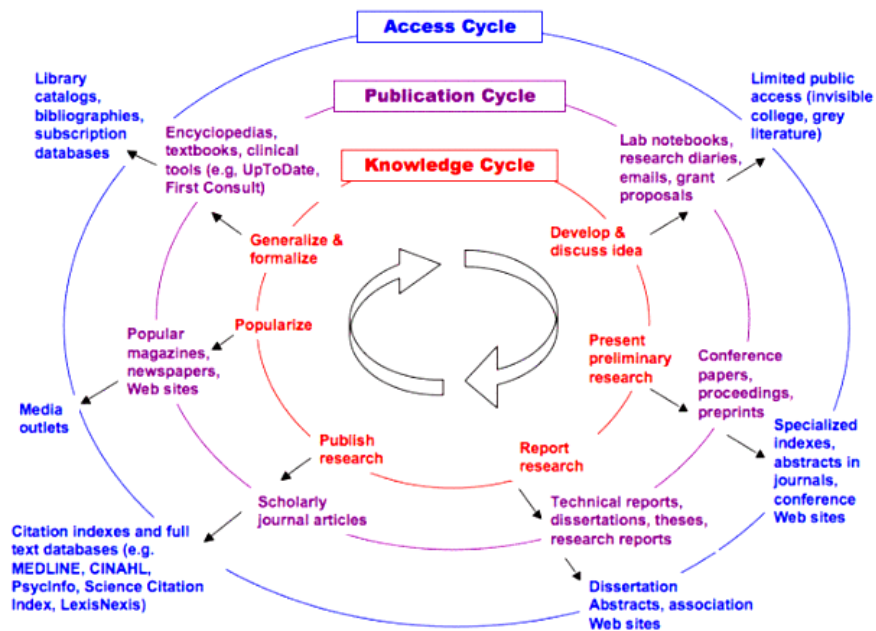 Access Cycle
Publication Cycle
Knowledge Cycle
Library
catalogs,
bibliographies,
subscription
databases
Encyclopedias,
textbooks, clinical
tools (e.g, UpToDate,
First Consult)
Generalize &
formalize
Limited public
access (invisible
college, grey
literature)
Lab notebooks,
research diaries,
emails, grant
proposals
Develop &
discuss idea
Popularize
Popular
magazines,
newspapers,
Web sites
Media
outlets
Present
preliminary
research
Conference
papers,
proceedings,
preprints
Specialized
indexes,
abstracts in
journals,
conference
Web sites
Publish
research
Scholarly
journal articles
Citation indexes and full
text databases (e.g.
MEDLINE, CINAHL,
PsycInfo, Science Citation
Index, LexisNexis)
Report
research
Technical reports,
dissertations, theses,
research reports
Dissertation
Abstracts, association
Web sites